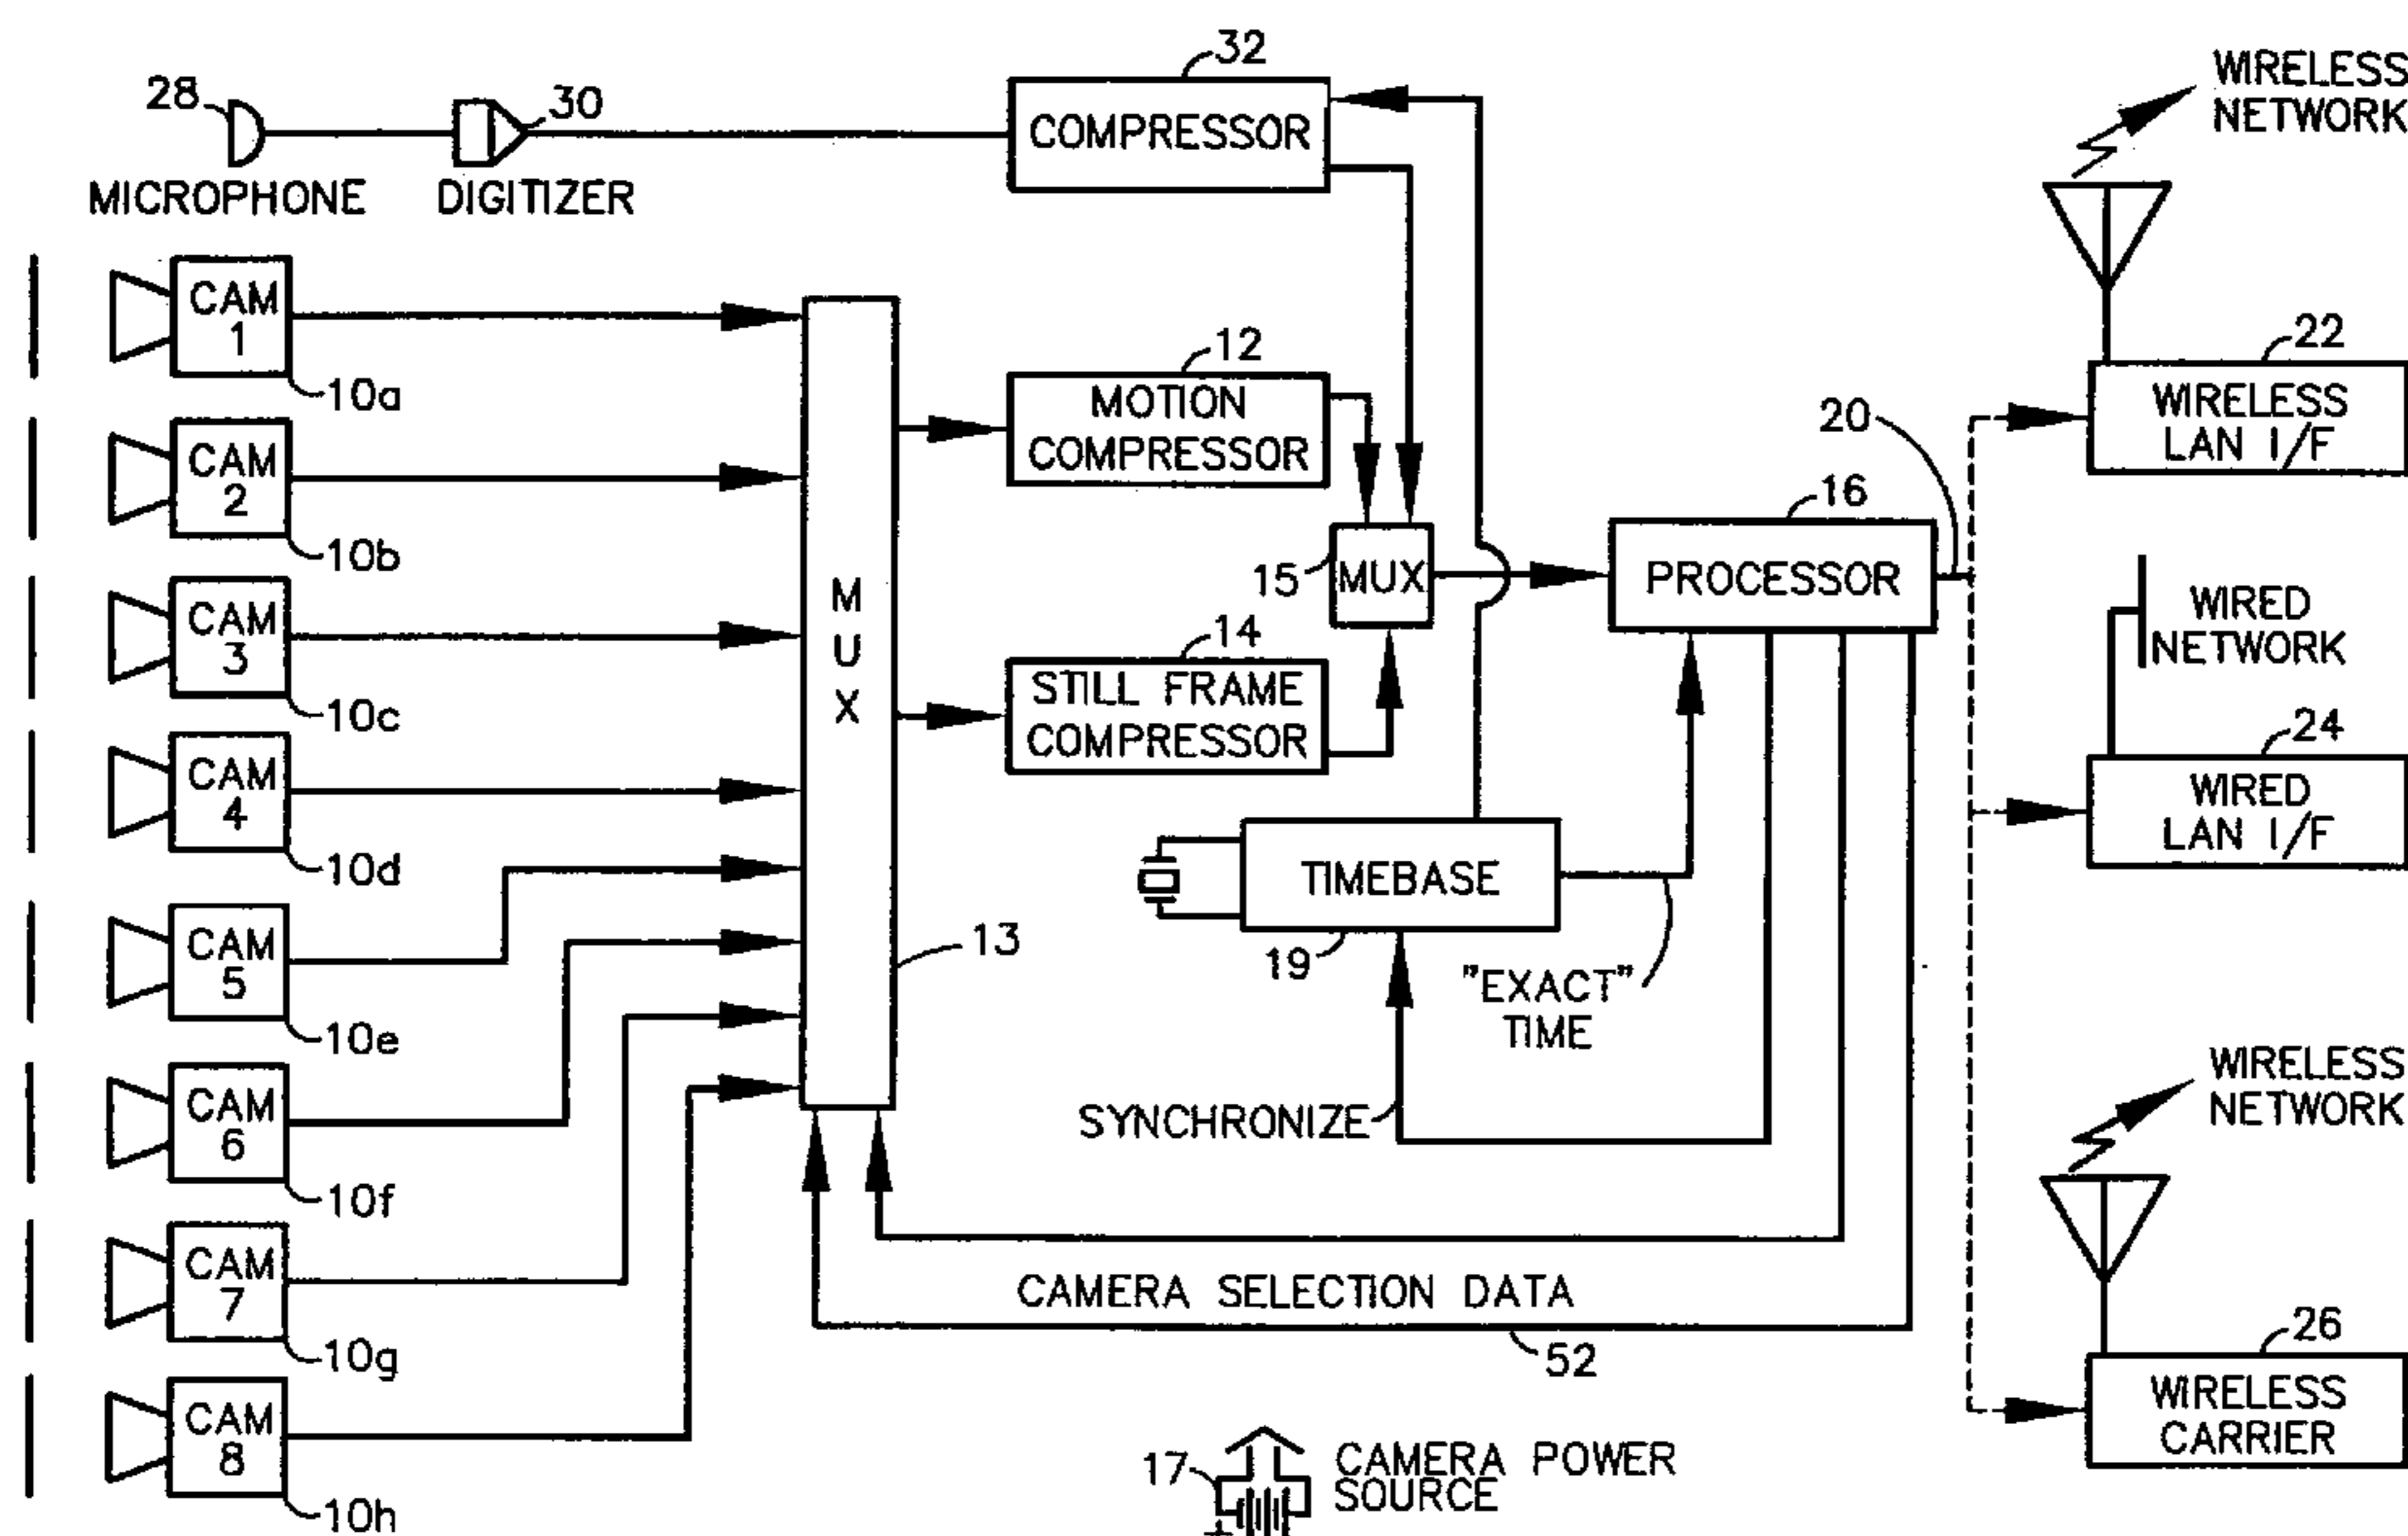 32
28
30
COMPRESSOR
WIRELESS
NETWORK
MICROPHONE
DIGITIZER
CAM
1
10a
12
MOTION
COMPRESSOR
22
WIRELESS
LAN I/F
20
CAM
2
10b
16
PROCESSOR
15
MUX
M
U
X
CAM
3
10c
14
STILL FRAME
COMPRESSOR
WIRED
NETWORK
24
WIRED
LAN I/F
CAM
4
10d
TIMEBASE
19
"EXACT"
TIME
13
CAM
5
10e
SYNCHRONIZE
WIRELESS
NETWORK
CAM
6
10f
CAM
7
10g
CAMERA SELECTION DATA
52
26
WIRELESS
CARRIER
CAM
8
10h
17
CAMERA POWER
SOURCE
+